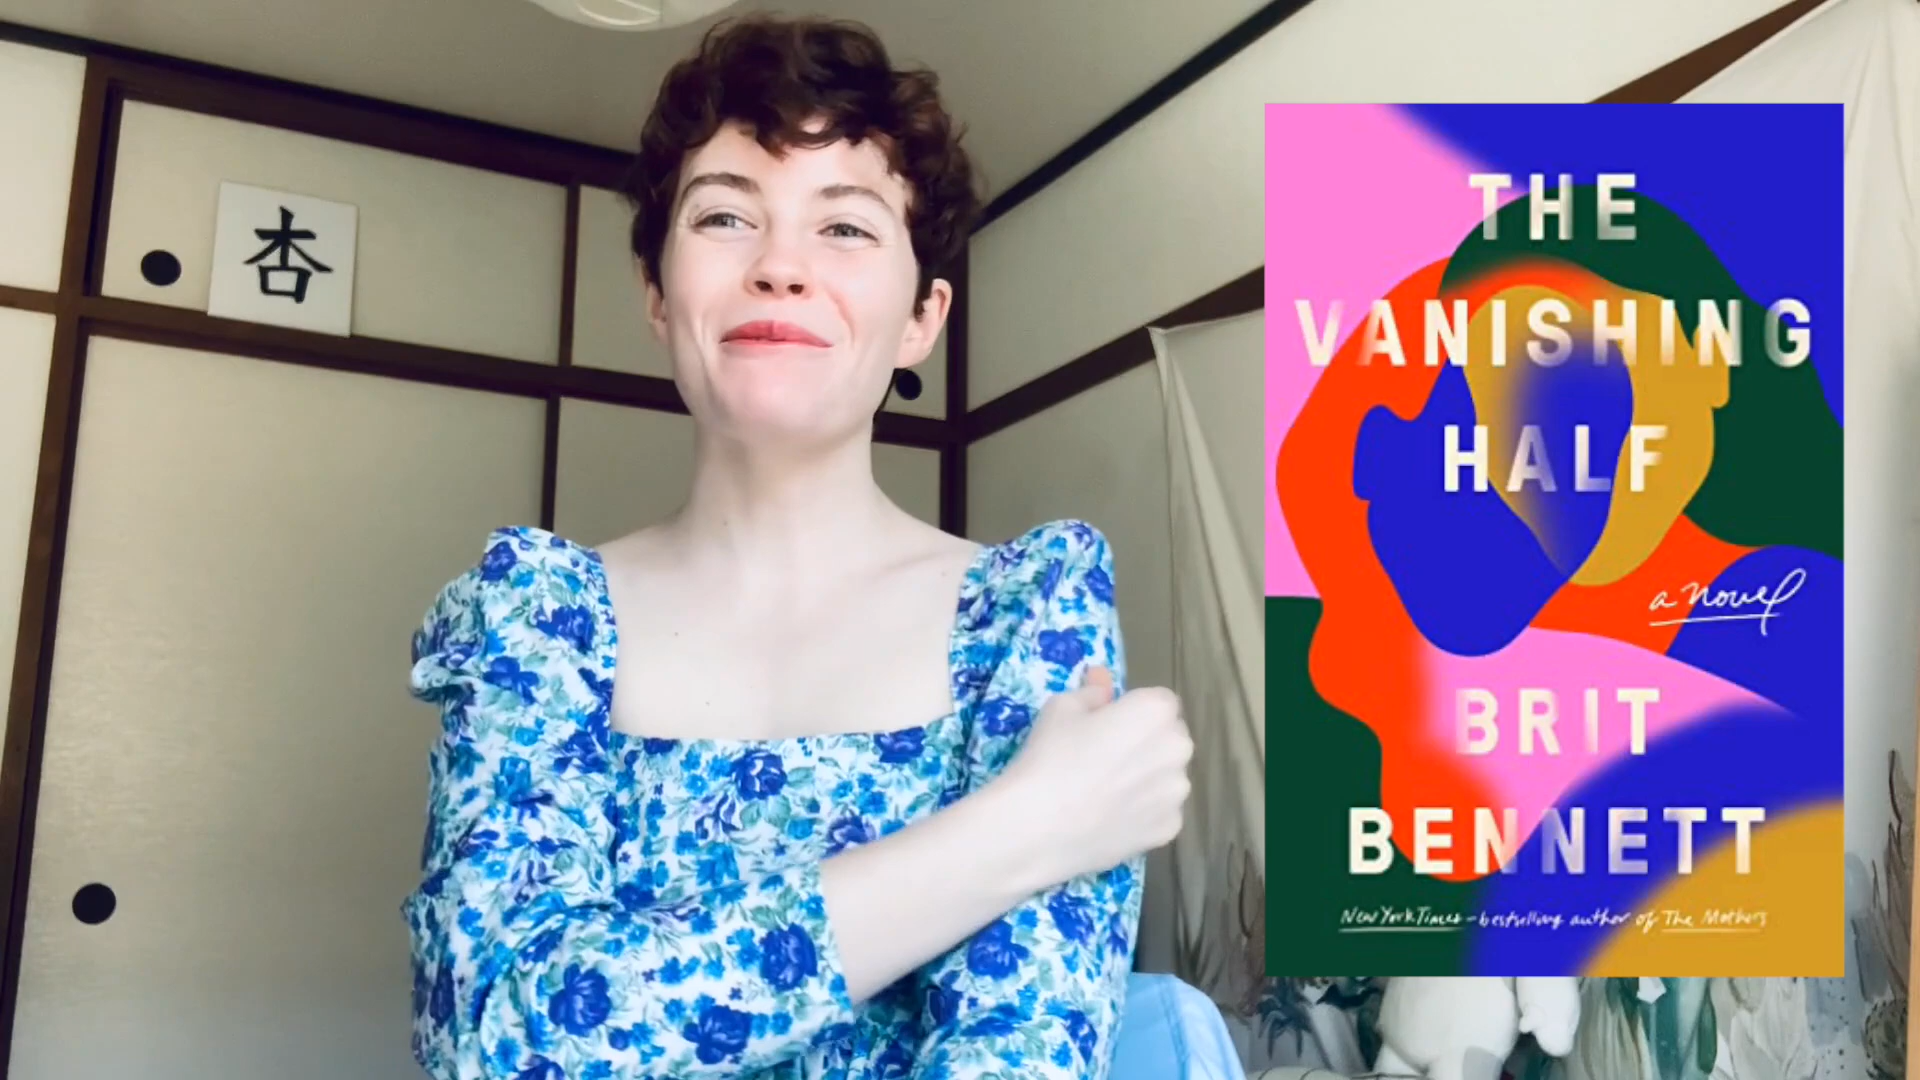 杏
THE
VANISHING
HALF
a novel
BRIT
BENNETT
New York Times-bestselling author of The Mothers